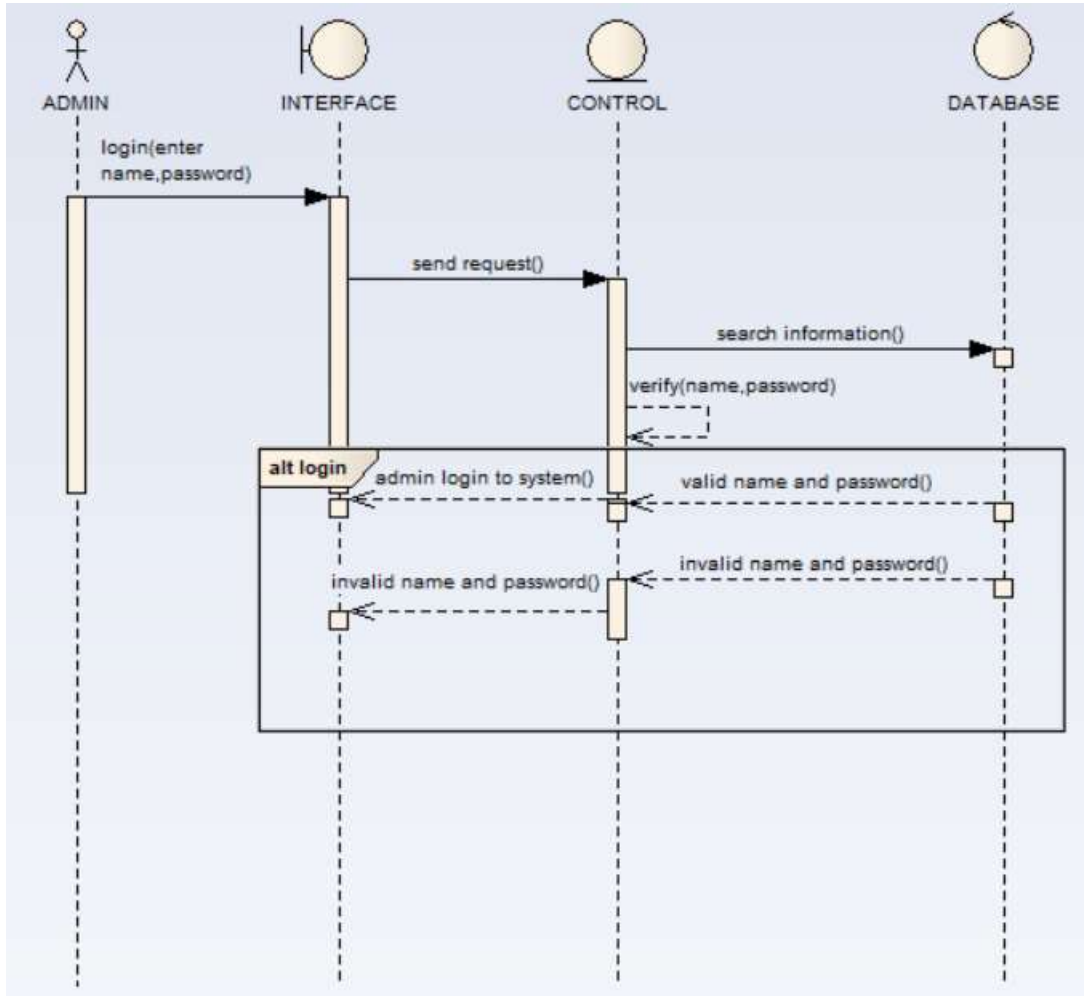 ADMIN
INTERFACE
CONTROL
DATABASE
login(enter
name,password)
send request()
search information()
verify(name,password)
alt login
admin login to system()
valid name and password()
invalid name and password()
invalid name and password()